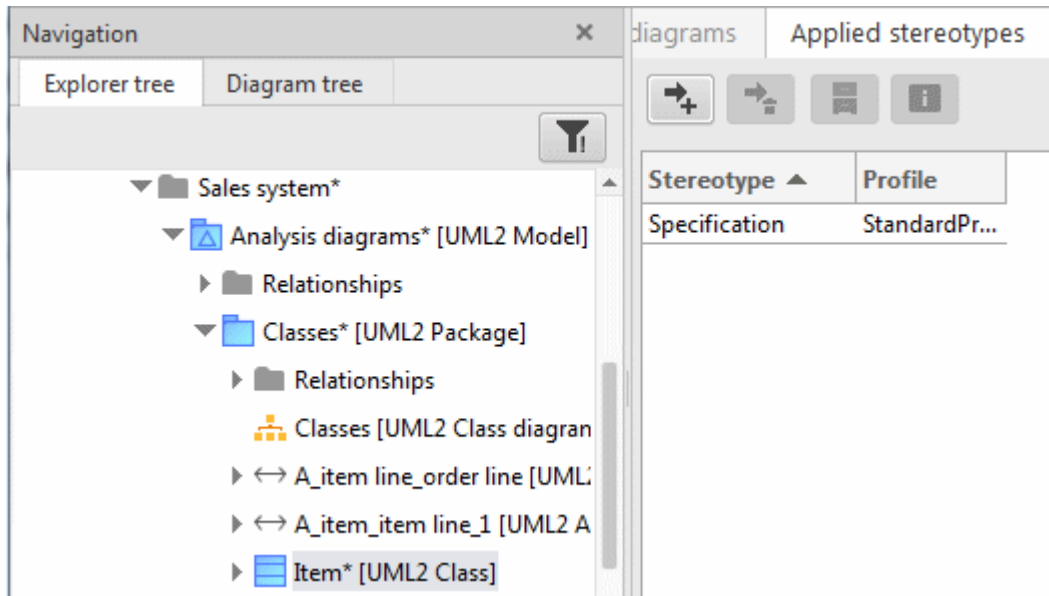 Navigation
Explorer tree
Diagram tree
Sales system*
Analysis diagrams* [UML2 Model]
Relationships
Classes* [UML2 Package]
Relationships
Classes [UML2 Class diagran
A_item line_order line [UML2
A_item_item line_1 [UML2 A
Item* [UML2 Class]
diagrams
Applied stereotypes
Stereotype
Profile
Specification
StandardPr...